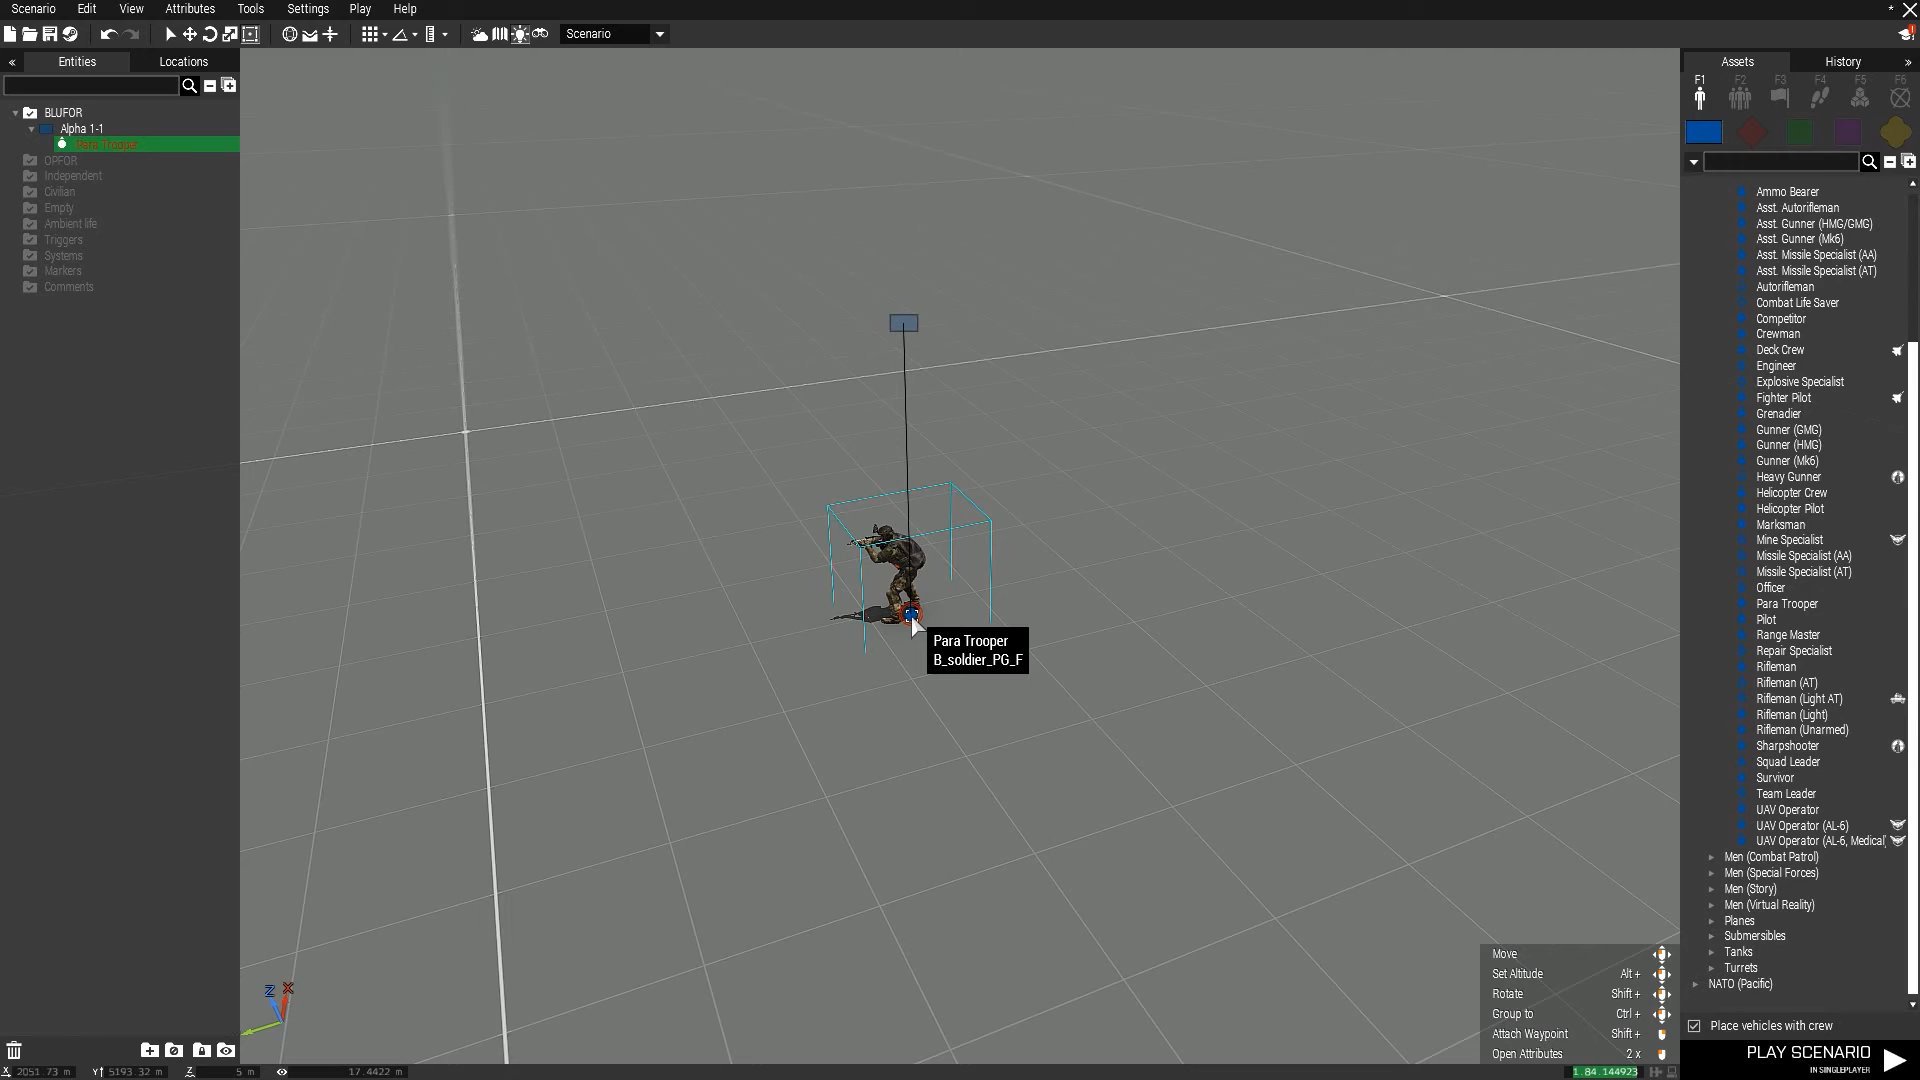 Scenario Edit View Attributes Tools Settings Play Help
Scenario
« Entities Locations
BLUFOR
Alpha 1-1
Para Trooper
OPFOR
Independent
Civilian
Empty
Ambient life
Triggers
Systems
Markers
Comments
Para Trooper
B_soldier_PG_F
Z X
Move
Set Altitude Alt +
Rotate Shift +
Group to Ctrl +
Attach Waypoint Shift +
Open Attributes 2 x
X 2051.73 m Y 5193.32 m Z 5 m 17.4422 m
1.84.144923
Assets History »
F1 F2 F3 F4 F5 F6
Ammo Bearer
Asst. Autorifleman
Asst. Gunner (HMG/GMG)
Asst. Gunner (Mk6)
Asst. Missile Specialist (AA)
Asst. Missile Specialist (AT)
Autorifleman
Combat Life Saver
Competitor
Crewman
Deck Crew
Engineer
Explosive Specialist
Fighter Pilot
Grenadier
Gunner (GMG)
Gunner (HMG)
Gunner (Mk6)
Heavy Gunner
Helicopter Crew
Helicopter Pilot
Marksman
Mine Specialist
Missile Specialist (AA)
Missile Specialist (AT)
Officer
Para Trooper
Pilot
Range Master
Repair Specialist
Rifleman
Rifleman (AT)
Rifleman (Light AT)
Rifleman (Light)
Rifleman (Unarmed)
Sharpshooter
Squad Leader
Survivor
Team Leader
UAV Operator
UAV Operator (AL-6)
UAV Operator (AL-6, Medical)
Men (Combat Patrol)
Men (Special Forces)
Men (Story)
Men (Virtual Reality)
Planes
Submersibles
Tanks
Turrets
NATO (Pacific)
Place vehicles with crew
PLAY SCENARIO
IN SINGLEPLAYER